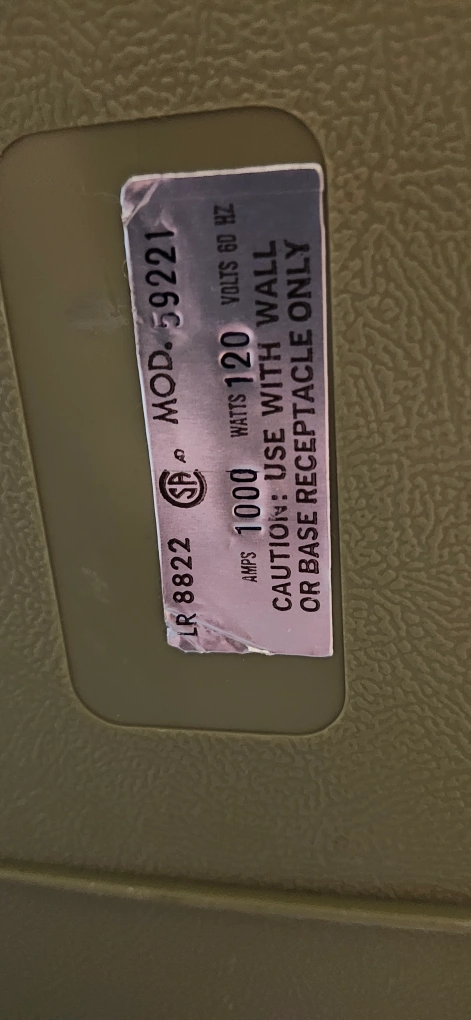 LR 8822 SA MOD. 59221
AMPS 1000 WATTS 120 VOLTS 60 HZ
CAUTION: USE WITH WALL
OR BASE RECEPTACLE ONLY